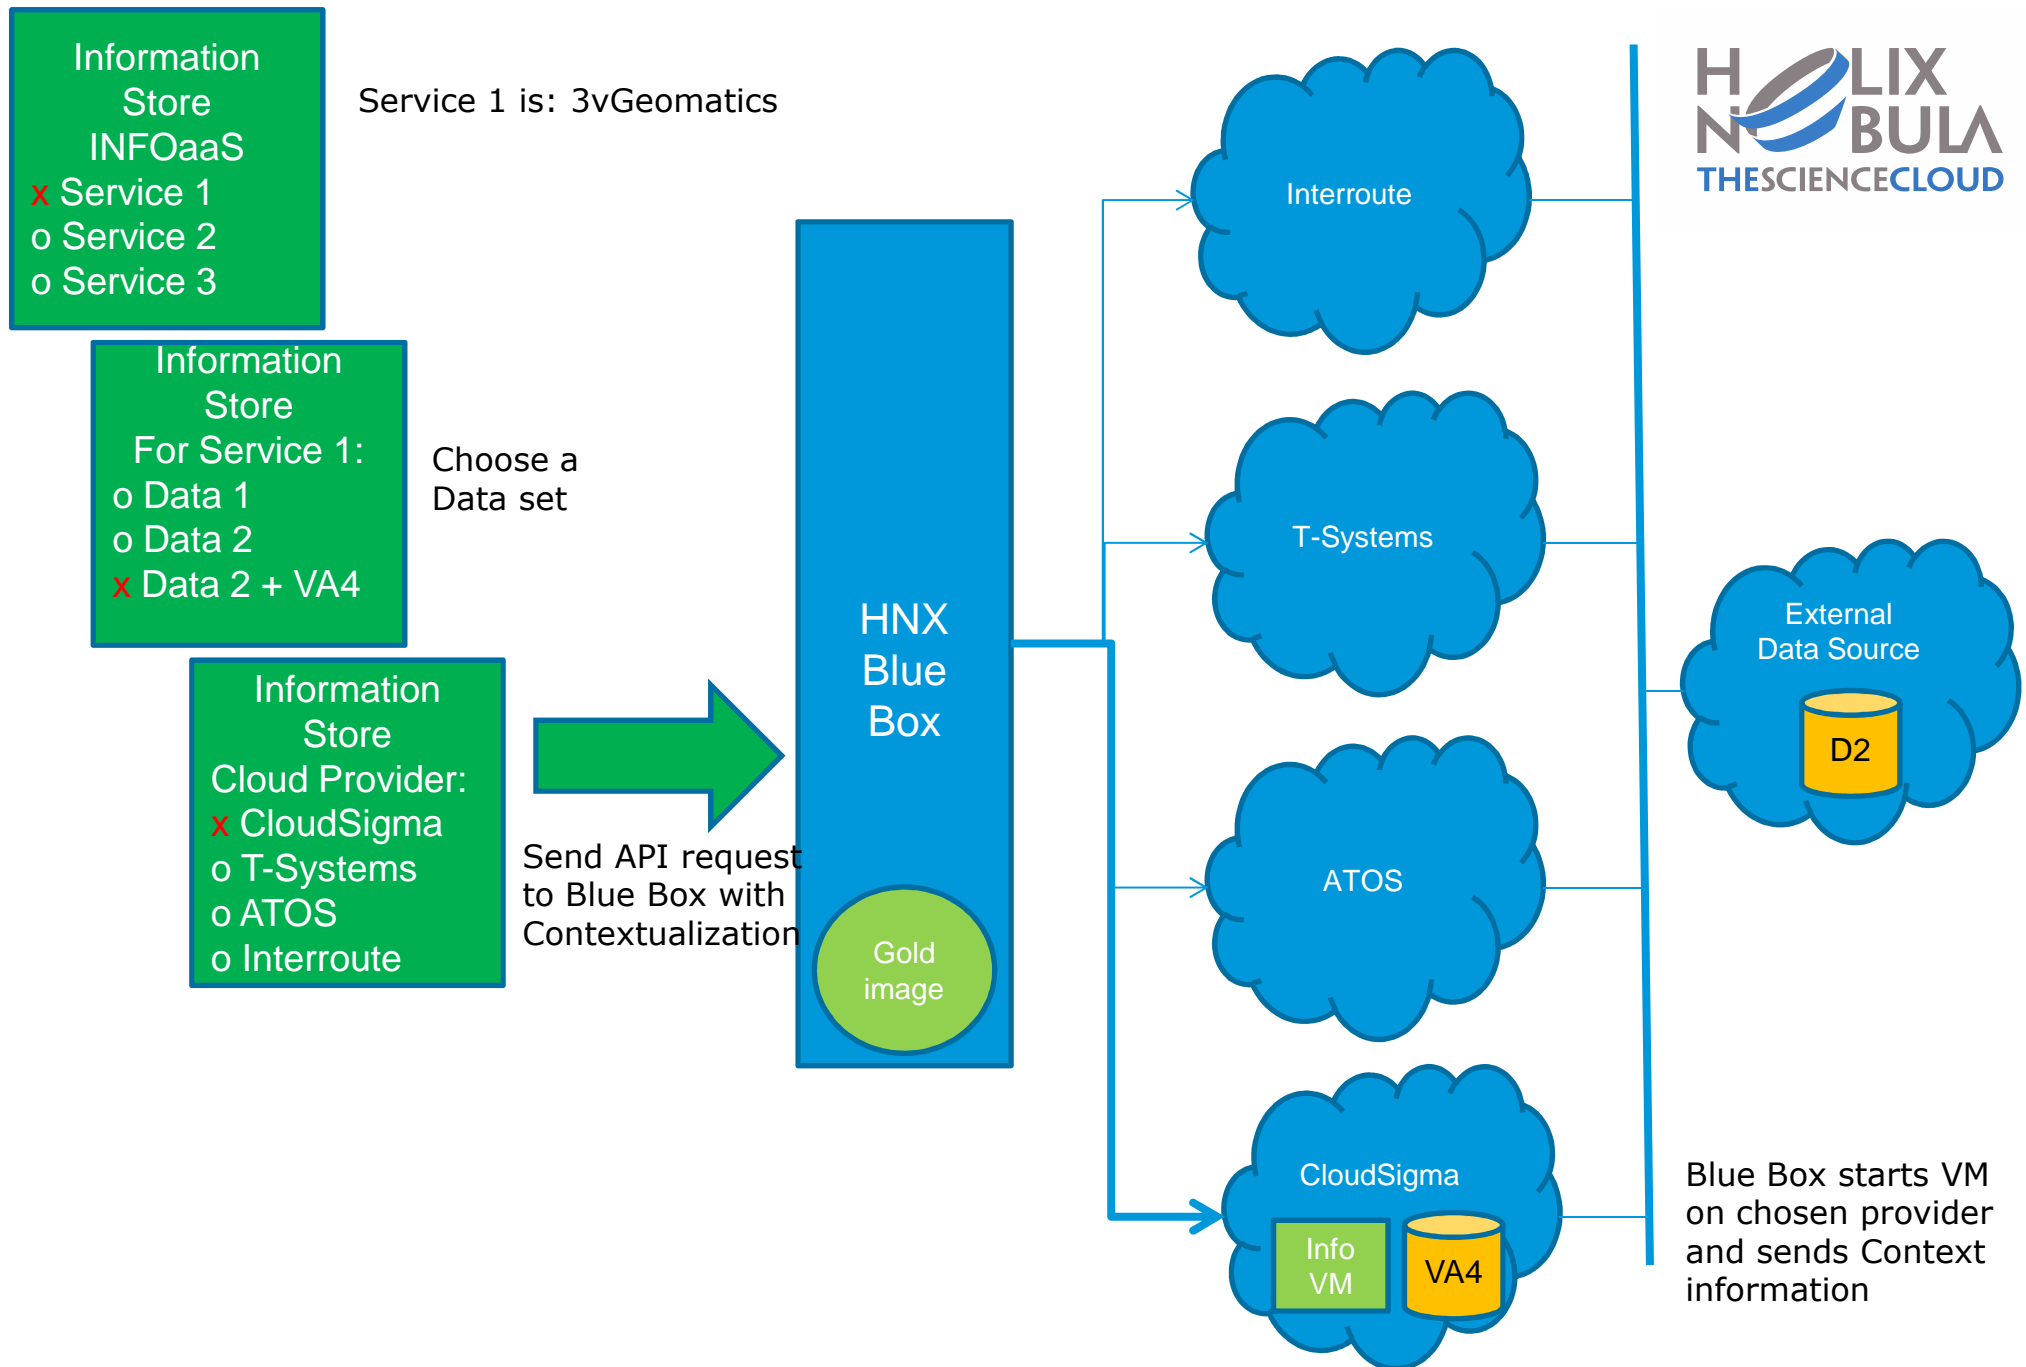 Information
Store
INFOaaS
x Service 1
o Service 2
o Service 3
Service 1 is: 3vGeomatics
Information
Store
For Service 1:
o Data 1
o Data 2
x Data 2 + VA4
Choose a
Data set
Information
Store
Cloud Provider:
x CloudSigma
o T-Systems
o ATOS
o Interroute
Send API request
to Blue Box with
Contextualization
HNX
Blue
Box
Gold
image
Interroute
T-Systems
ATOS
CloudSigma
Info
VM
VA4
External
Data Source
D2
HELIX
NEBULA
THESCIENCECLOUD
Blue Box starts VM
on chosen provider
and sends Context
information